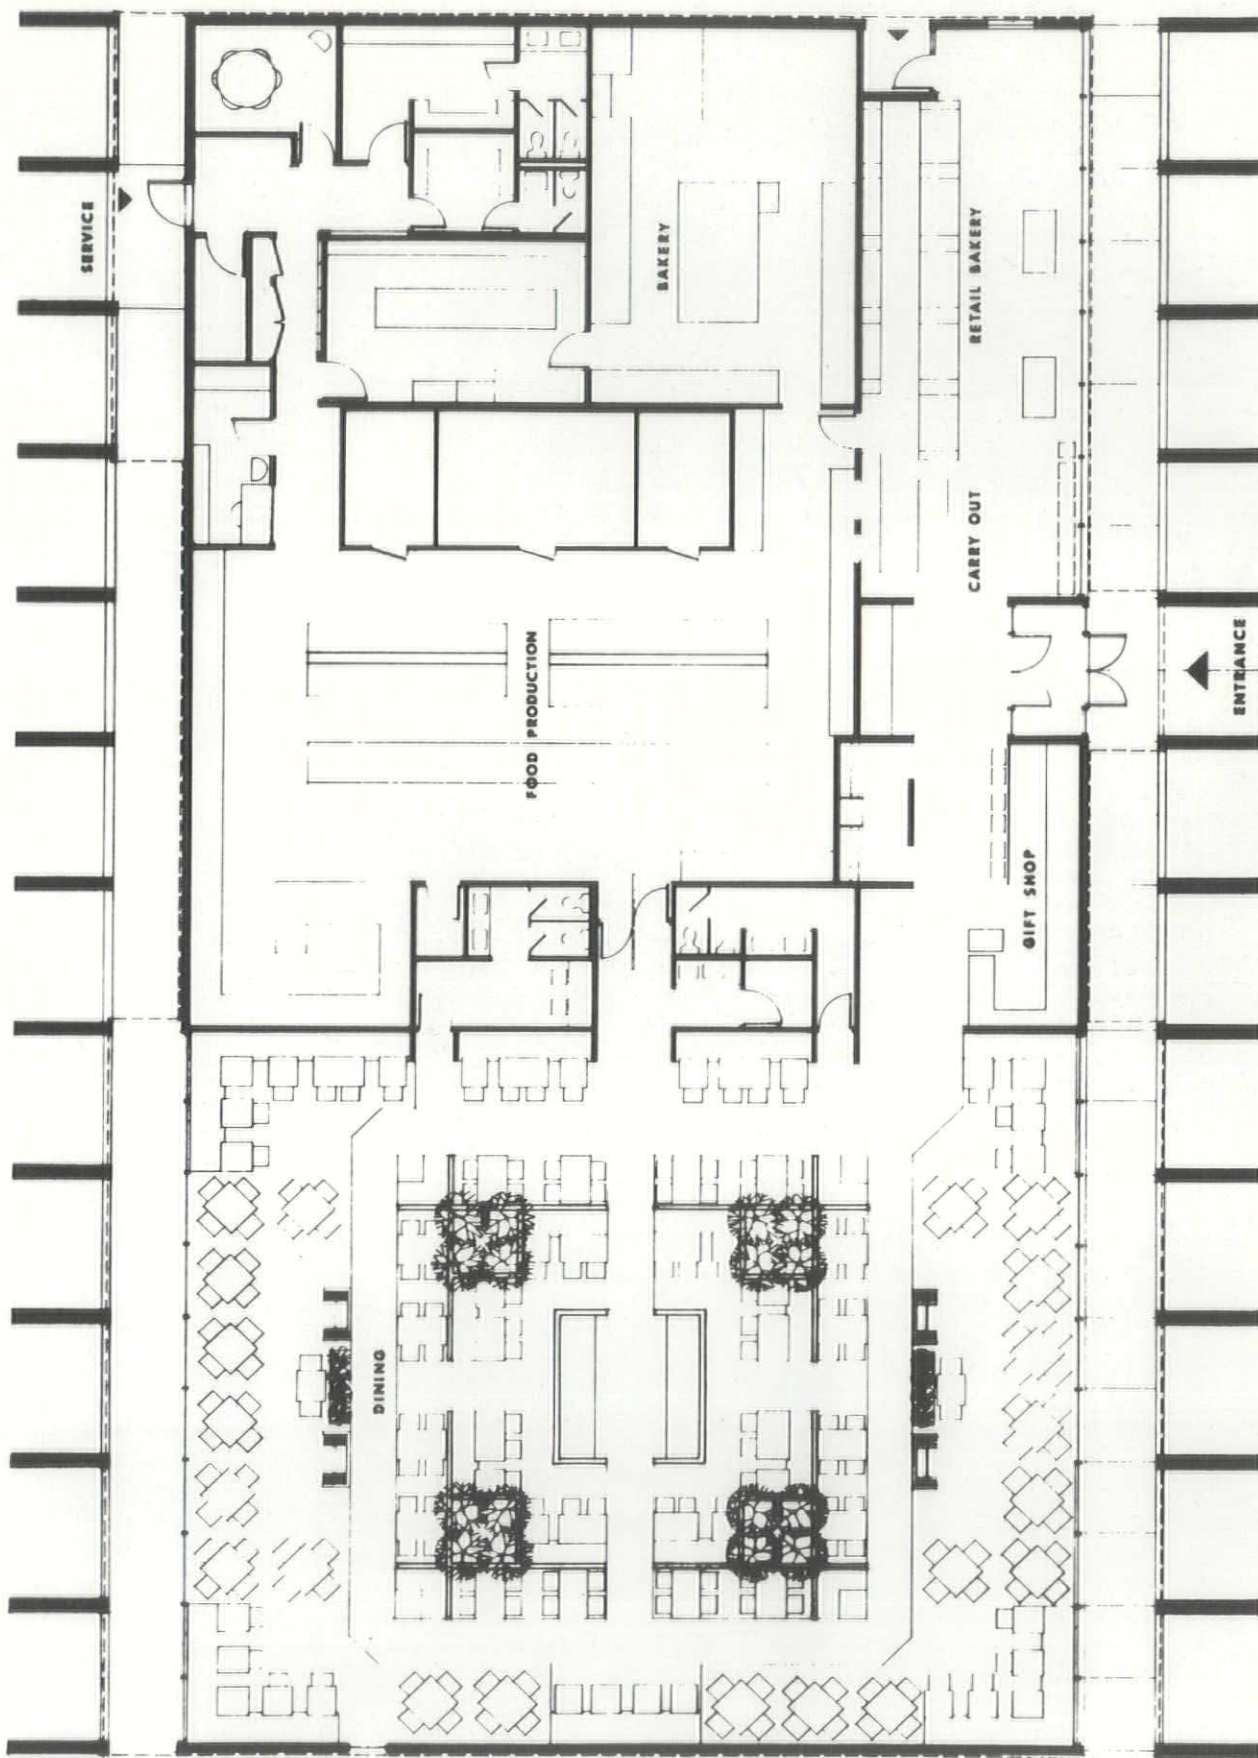 SERVICE
BAKERY
RETAIL BAKERY
CARRY OUT
ENTRANCE
FOOD PRODUCTION
GIFT SHOP
DINING